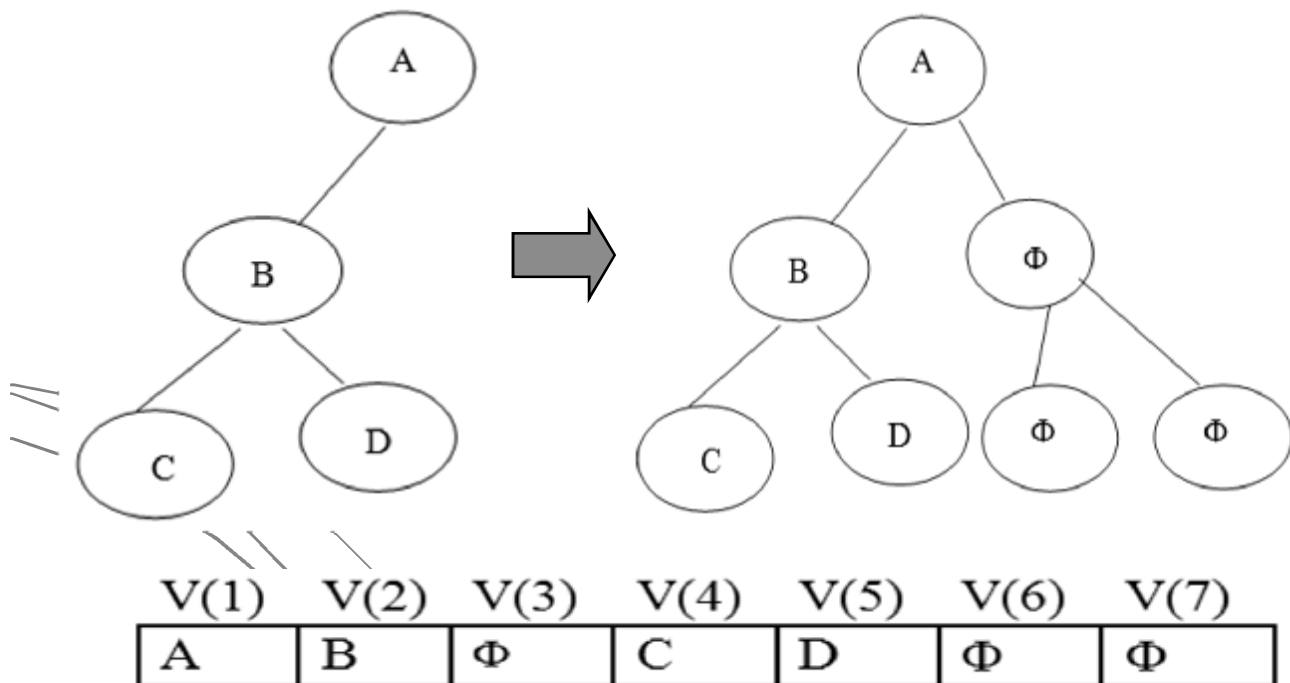 A A
B Φ
B
D Φ Φ
D
C C
V(1) V(2) V(3) V(4) V(5) V(6) V(7)
A B Φ C D Φ Φ